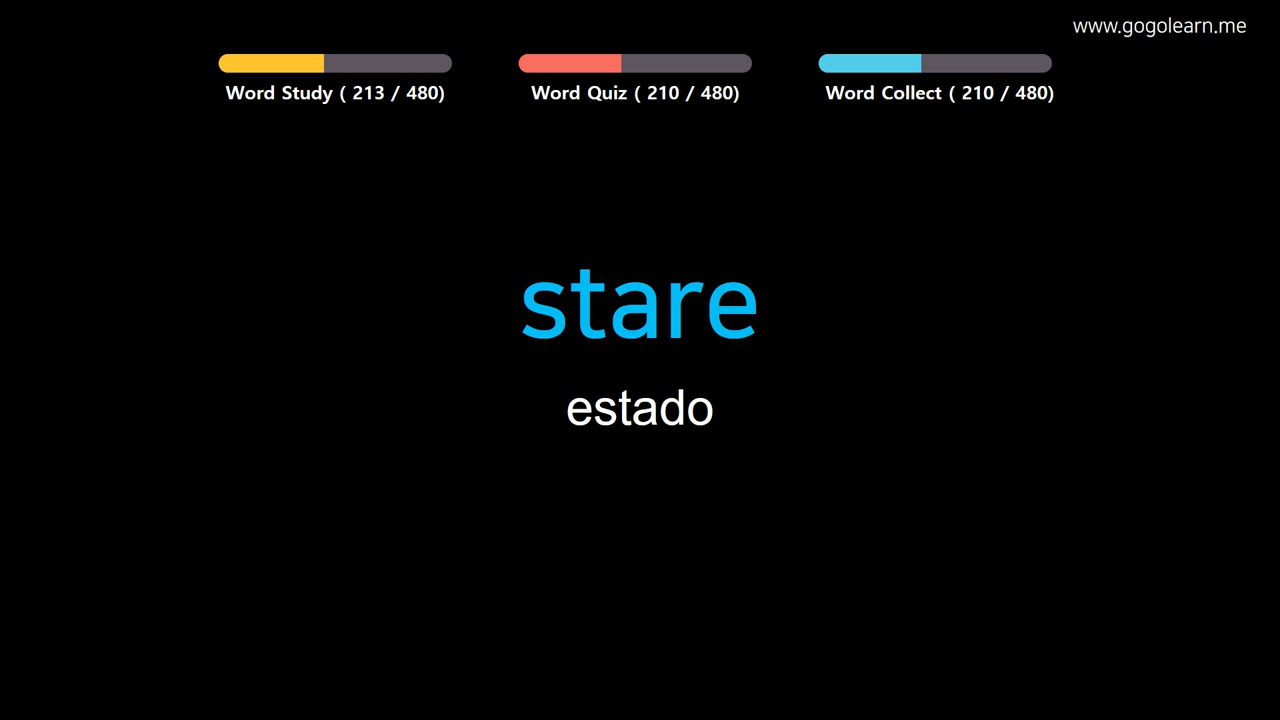 www.gogolearn.me
Word Study ( 213 / 480)
Word Quiz ( 210 / 480)
Word Collect ( 210 / 480)
stare
estado